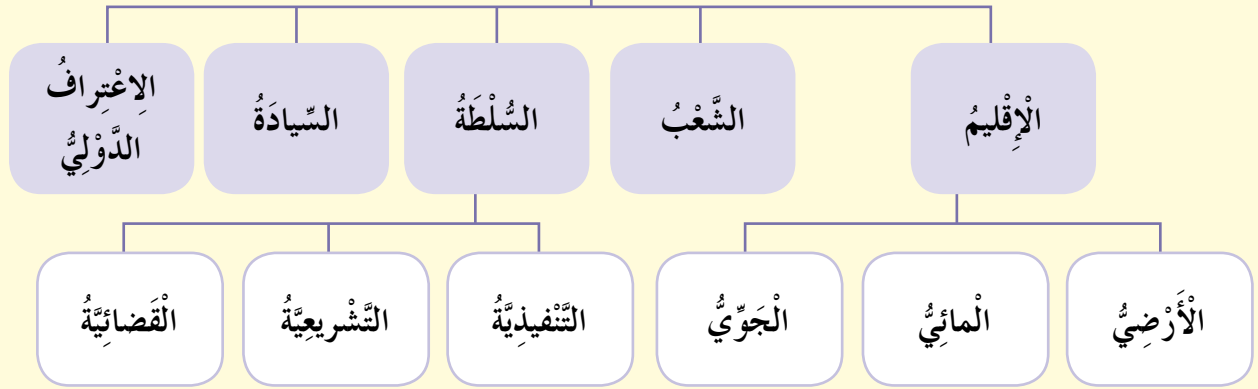 الْإِقْليمُ
الشَّعْبُ
السُّلْطَةُ
السِّيادَةُ
الِاعْتِرافُ
الدَّوْلِيُّ
الْأَرْضِيُّ
الْمائِيُّ
الْجَوِّيُّ
التَّنْفيذِيَّةُ
التَّشْريعِيَّةُ
الْقَضائِيَّةُ